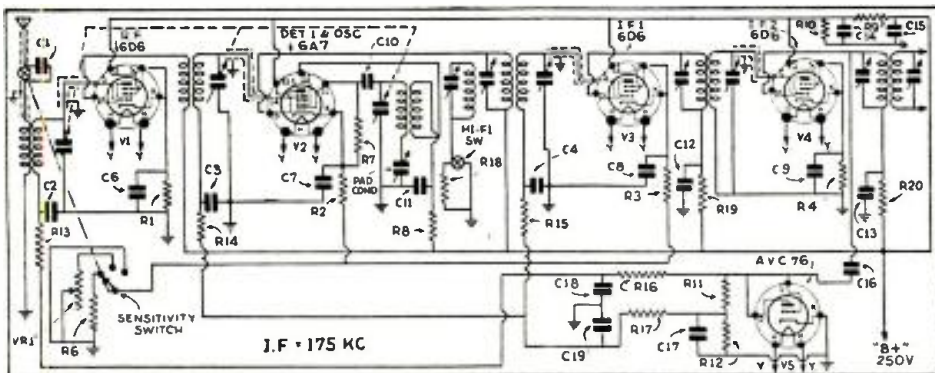 C1
R.F
6D6
DET 1 & OSC
6A7
C10
I.F 1
6D6
I.F 2
6D6
R10
C15
V1
V2
V3
V4
Y Y
Y Y
Y Y
Y Y
C2
R13
C6
R1
C3
R14
C7
R2
R7
PAD
COND
C11
R8
HI-FI
SW
R18
C4
R15
C8
R3
C12
R19
C9
R4
C13
R20
C16
VR1
R6
SENSITIVITY
SWITCH
I.F = 175 KC
C18
C19
R16
R17
C17
R11
R12
AVC 76
Y V5 Y
"B+"
250V